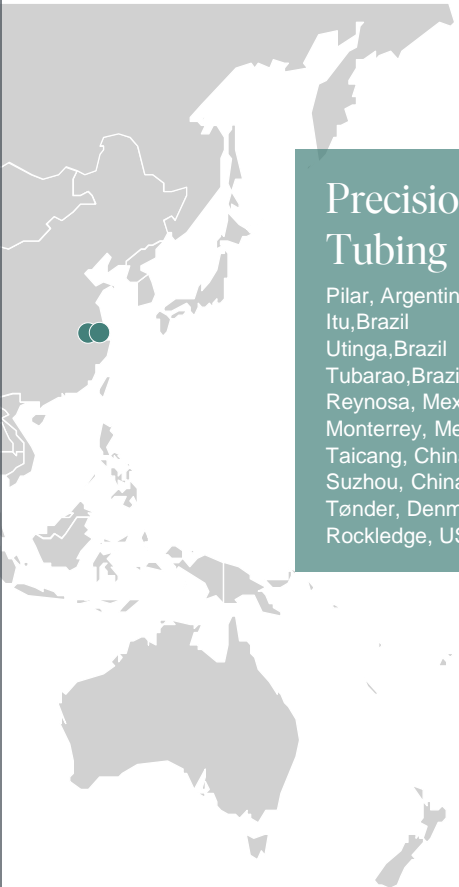 Precisio
Tubing
Pilar, Argentin
Itu,Brazil
Utinga,Brazil
Tubarao,Brazi
Reynosa, Mex
Monterrey, Me
Taicang, China
Suzhou, China
Tønder, Denm
Rockledge, US